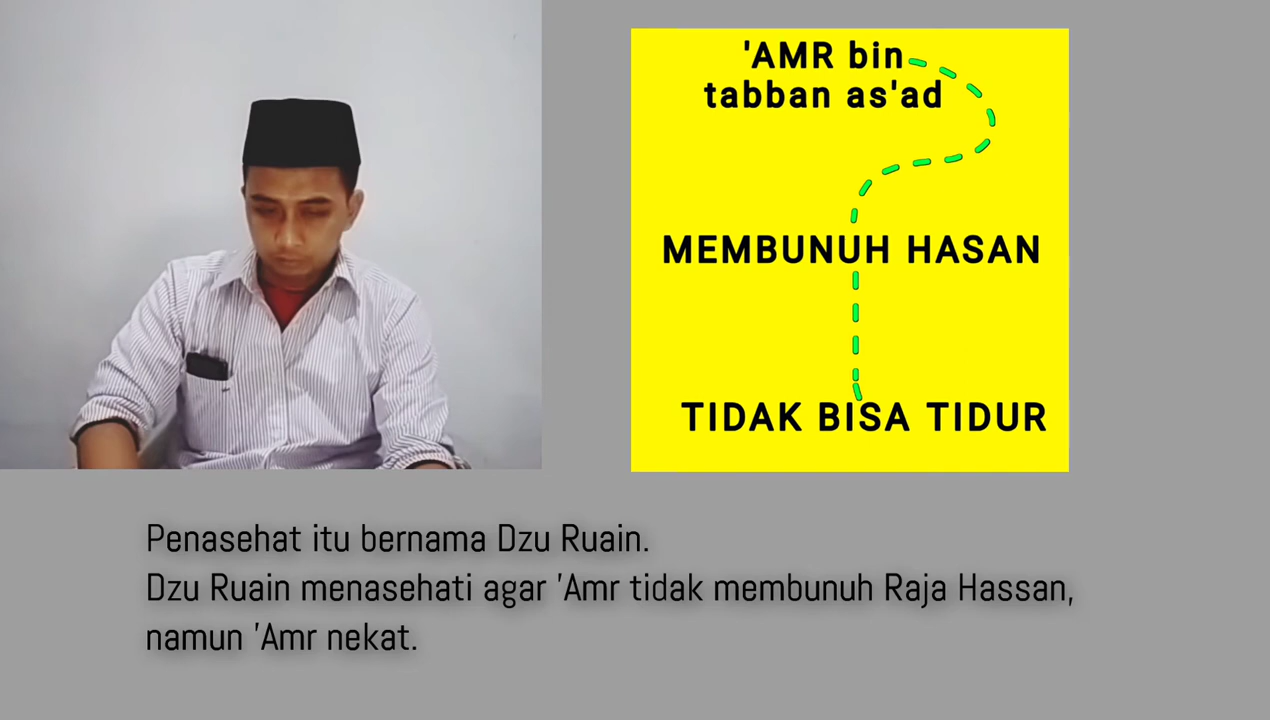 'AMR bin
tabban as'ad
MEMBUNUH HASAN
TIDAK BISA TIDUR
Penasehat itu bernama Dzu Ruain.
Dzu Ruain menasehati agar 'Amr tidak membunuh Raja Hassan,
namun 'Amr nekat.